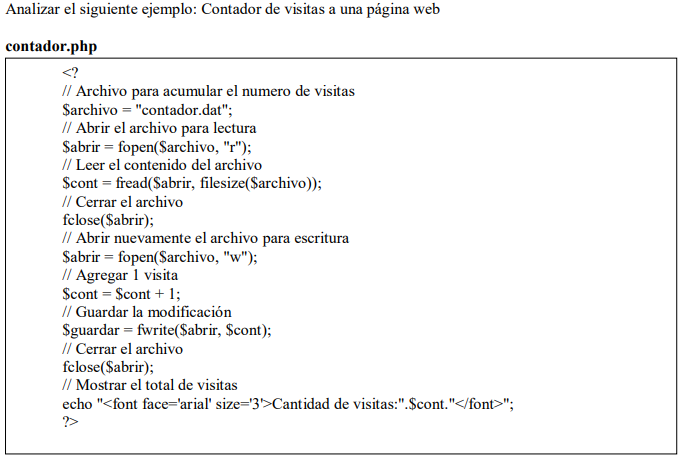 Analizar el siguiente ejemplo: Contador de visitas a una página web
contador.php
<?
// Archivo para acumular el numero de visitas
$archivo = "contador.dat";
// Abrir el archivo para lectura
$abrir = fopen($archivo, "r");
// Leer el contenido del archivo
$cont = fread($abrir, filesize($archivo));
// Cerrar el archivo
fclose($abrir);
// Abrir nuevamente el archivo para escritura
$abrir = fopen($archivo, "w");
// Agregar 1 visita
$cont = $cont + 1;
// Guardar la modificación
$guardar = fwrite($abrir, $cont);
// Cerrar el archivo
fclose($abrir);
// Mostrar el total de visitas
echo "<font face='arial' size='3'>Cantidad de visitas:".$cont."</font>";
?>